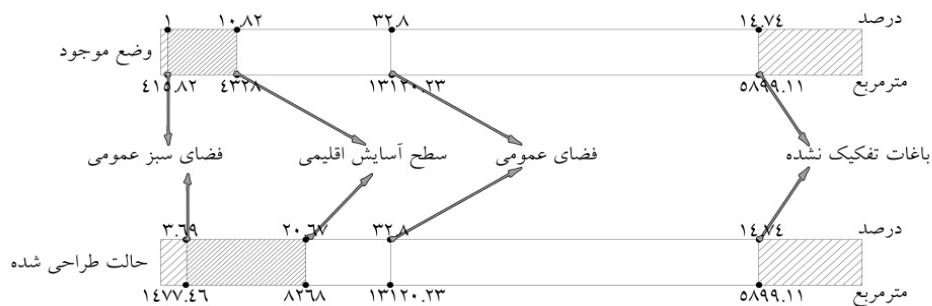 درصد ۱۴.۷۴ ۳۲.۸ ۱۰.۸۲ ۱
وضع موجود
مترمربع ۵۸۹۹.۱۱ ۱۳۱۲۰.۲۳ ۴۳۲۸ ۴۱۵.۸۲
باغات تفکیک نشده فضای عمومی سطح آسایش اقلیمی فضای سبز عمومی
درصد ۱۴.۷۴ ۳۲.۸ ۲۰.۶۷ ۳.۶۹
حالت طراحی شده
مترمربع ۵۸۹۹.۱۱ ۱۳۱۲۰.۲۳ ۸۲۶۸ ۱۴۷۷.۴۶